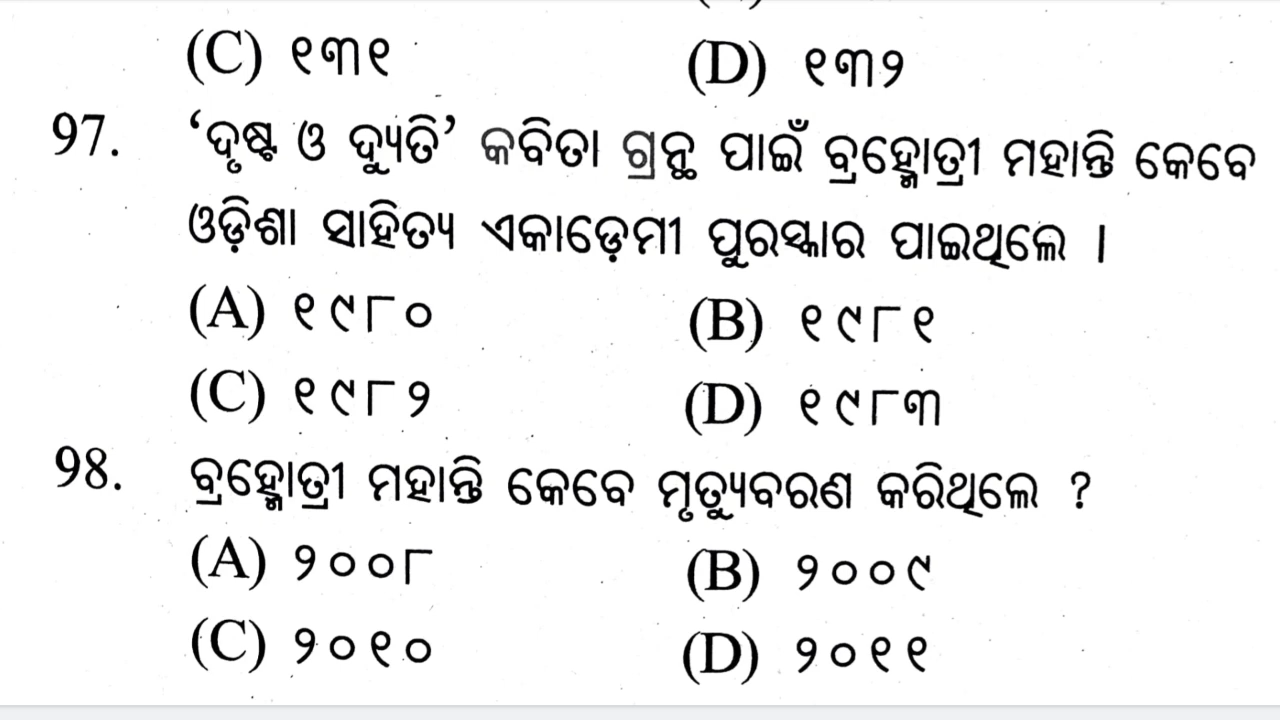 (C) ୧୩୧ (D) ୧୩୨
97. ‘ଦୃଷ୍ଟ ଓ ଦ୍ୟୁତି’ କବିତା ଗ୍ରନ୍ଥ ପାଇଁ ବ୍ରହ୍ମୋତ୍ରୀ ମହାନ୍ତି କେବେ
ଓଡ଼ିଶା ସାହିତ୍ୟ ଏକାଡ଼େମୀ ପୁରସ୍କାର ପାଇଥିଲେ ।
(A) ୧୯୮୦ (B) ୧୯୮୧
(C) ୧୯୮୨ (D) ୧୯୮୩
98. ବ୍ରହ୍ମୋତ୍ରୀ ମହାନ୍ତି କେବେ ମୃତ୍ୟୁବରଣ କରିଥିଲେ ?
(A) ୨୦୦୮ (B) ୨୦୦୯
(C) ୨୦୧୦ (D) ୨୦୧୧